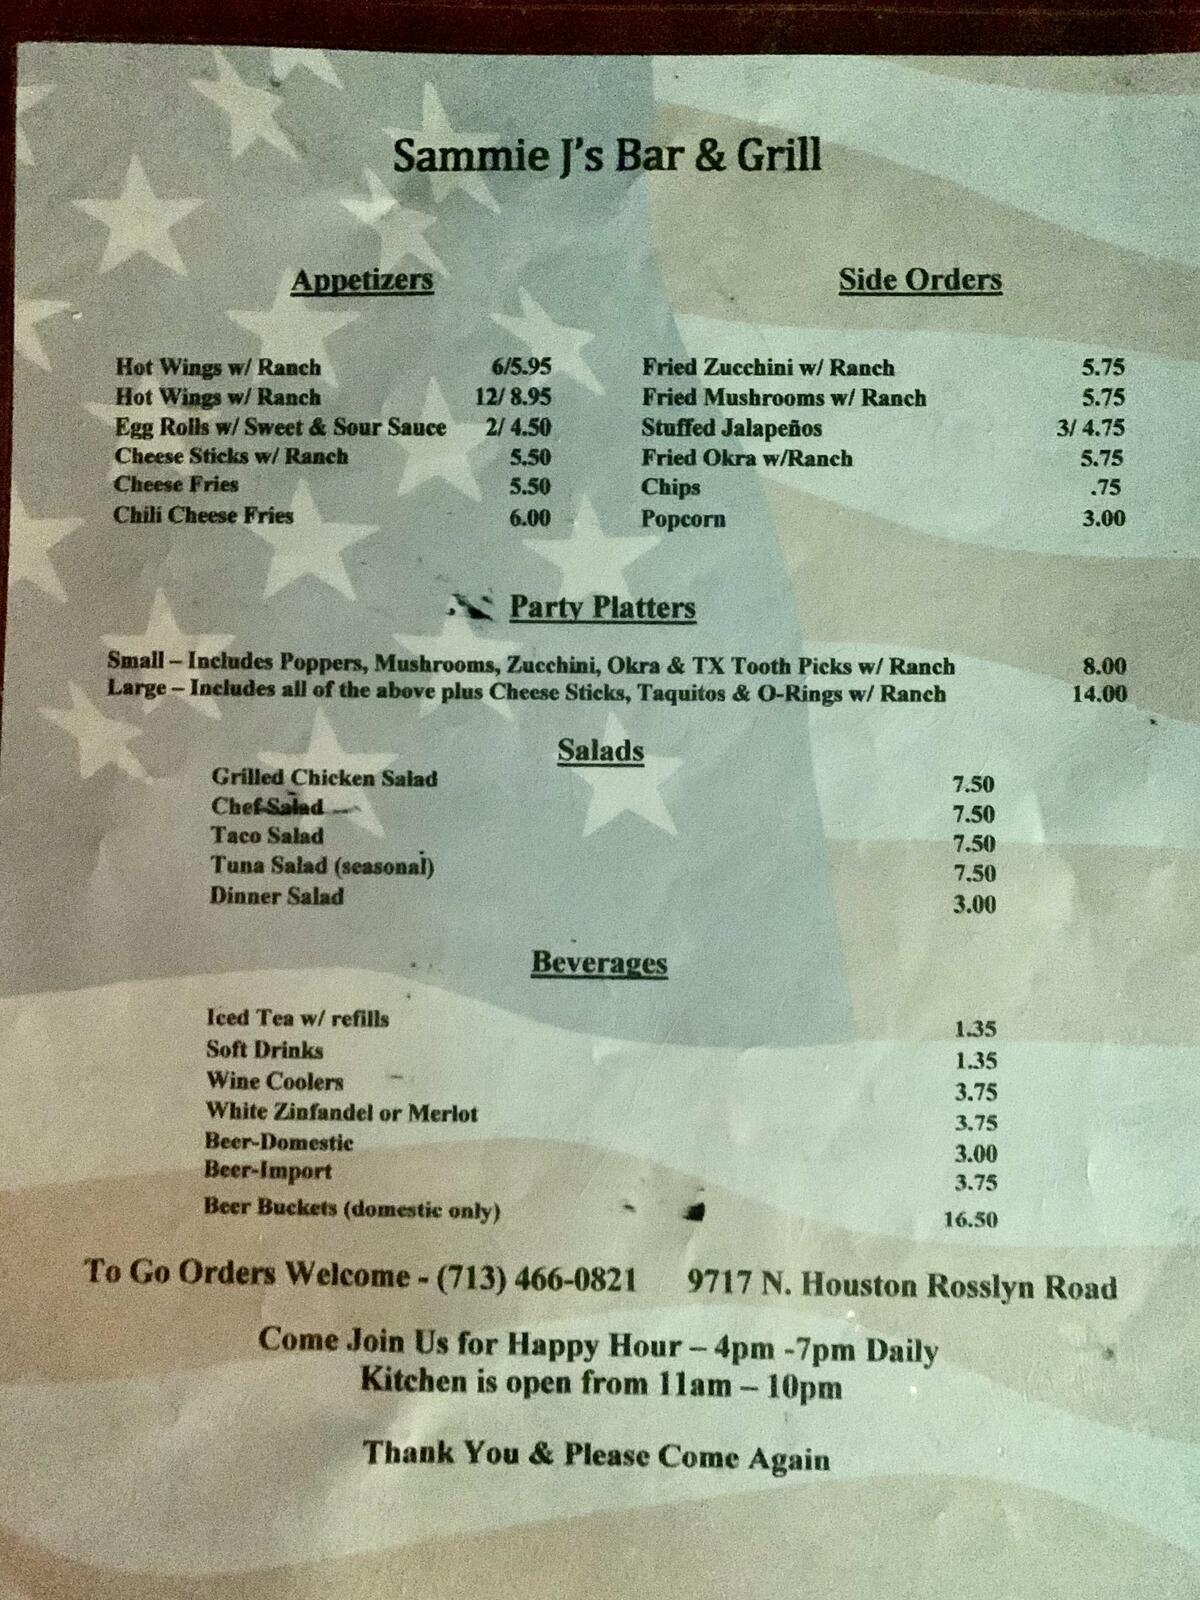 Sammie J's Bar & Grill
Appetizers
Hot Wings w/ Ranch 6/5.95
Hot Wings w/ Ranch 12/ 8.95
Egg Rolls w/ Sweet & Sour Sauce 2/ 4.50
Cheese Sticks w/ Ranch 5.50
Cheese Fries 5.50
Chili Cheese Fries 6.00
Side Orders
Fried Zucchini w/ Ranch 5.75
Fried Mushrooms w/ Ranch 5.75
Stuffed Jalapeños 3/ 4.75
Fried Okra w/Ranch 5.75
Chips .75
Popcorn 3.00
Party Platters
Small – Includes Poppers, Mushrooms, Zucchini, Okra & TX Tooth Picks w/ Ranch 8.00
Large – Includes all of the above plus Cheese Sticks, Taquitos & O-Rings w/ Ranch 14.00
Salads
Grilled Chicken Salad 7.50
Chef Salad 7.50
Taco Salad 7.50
Tuna Salad (seasonal) 7.50
Dinner Salad 3.00
Beverages
Iced Tea w/ refills 1.35
Soft Drinks 1.35
Wine Coolers 3.75
White Zinfandel or Merlot 3.75
Beer-Domestic 3.00
Beer-Import 3.75
Beer Buckets (domestic only) 16.50
To Go Orders Welcome - (713) 466-0821 9717 N. Houston Rosslyn Road
Come Join Us for Happy Hour – 4pm -7pm Daily
Kitchen is open from 11am – 10pm
Thank You & Please Come Again